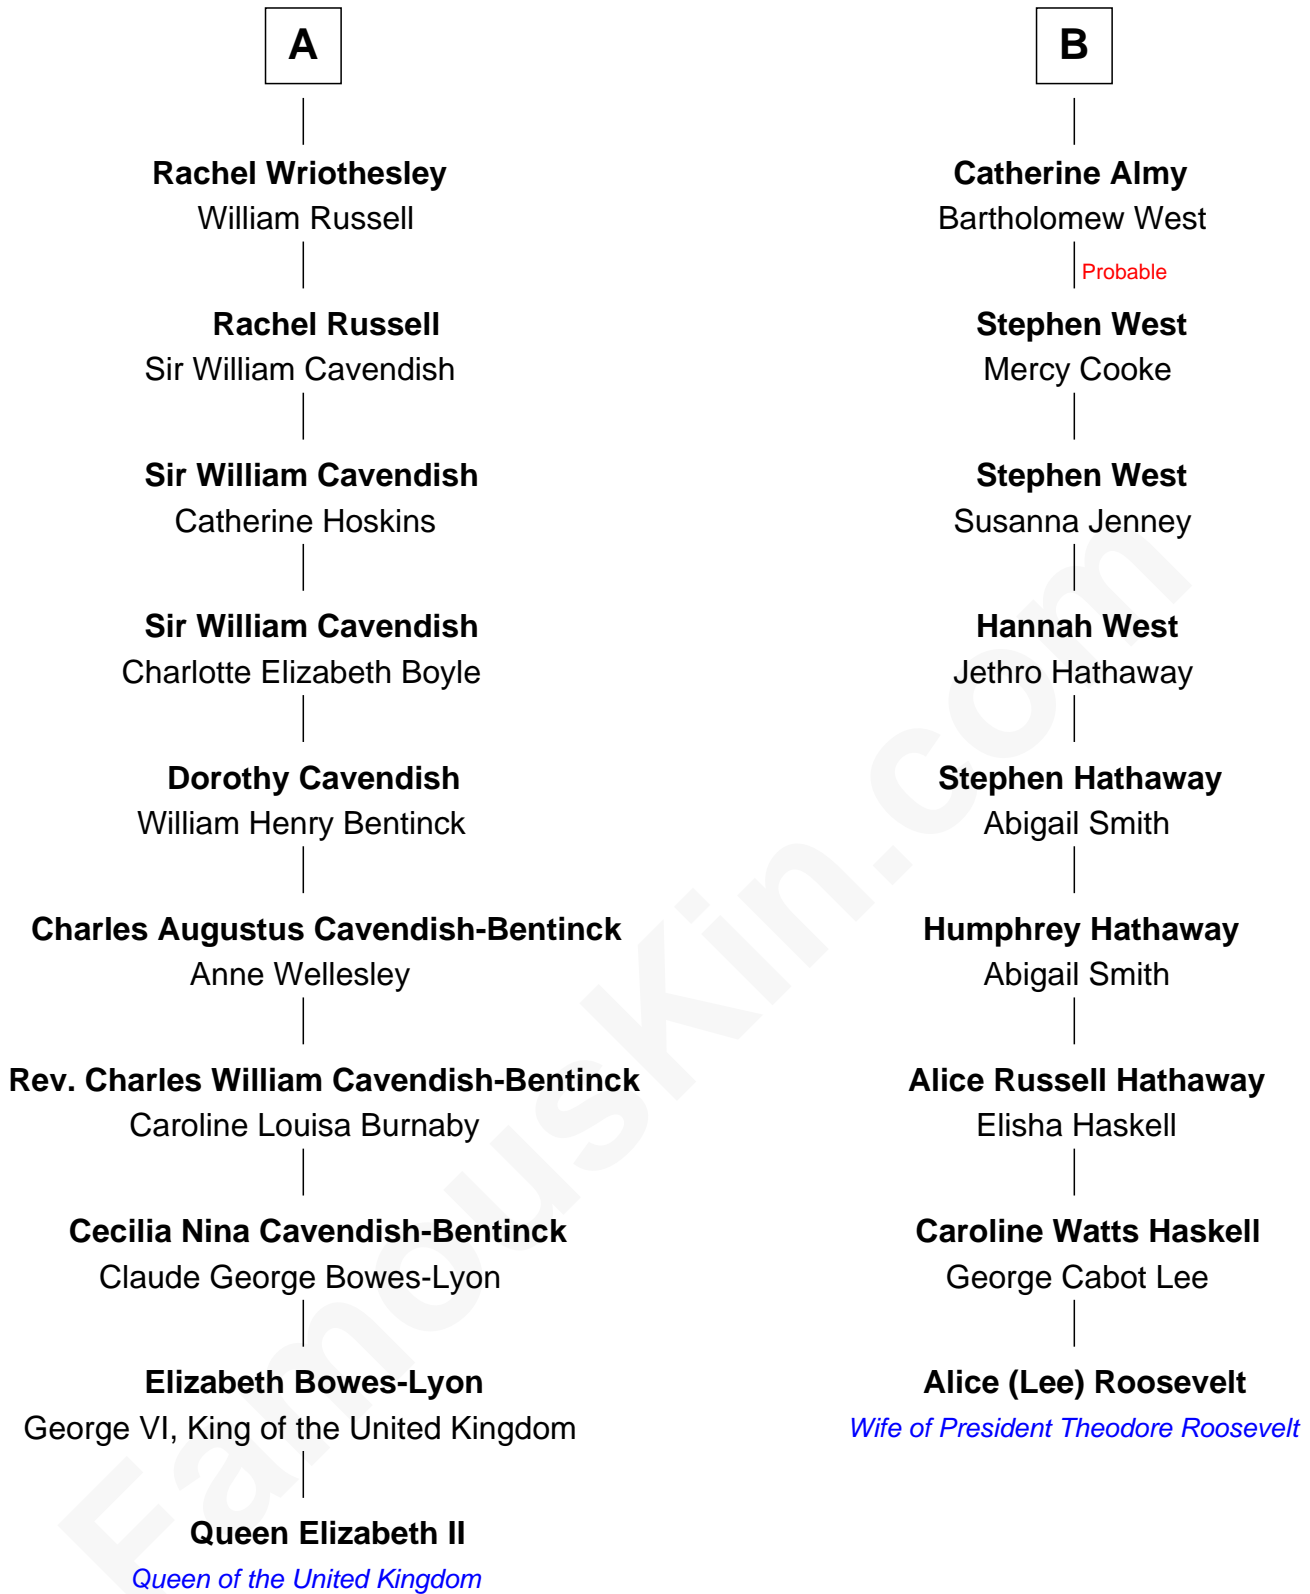 A
Rachel Wriothesley
William Russell
Rachel Russell
Sir William Cavendish
Sir William Cavendish
Catherine Hoskins
Sir William Cavendish
Charlotte Elizabeth Boyle
Dorothy Cavendish
William Henry Bentinck
Charles Augustus Cavendish-Bentinck
Anne Wellesley
Rev. Charles William Cavendish-Bentinck
Caroline Louisa Burnaby
Cecilia Nina Cavendish-Bentinck
Claude George Bowes-Lyon
Elizabeth Bowes-Lyon
George VI, King of the United Kingdom
Queen Elizabeth II
Queen of the United Kingdom
B
Catherine Almy
Bartholomew West
Probable
Stephen West
Mercy Cooke
Stephen West
Susanna Jenney
Hannah West
Jethro Hathaway
Stephen Hathaway
Abigail Smith
Humphrey Hathaway
Abigail Smith
Alice Russell Hathaway
Elisha Haskell
Caroline Watts Haskell
George Cabot Lee
Alice (Lee) Roosevelt
Wife of President Theodore Roosevelt
FamousKin.com